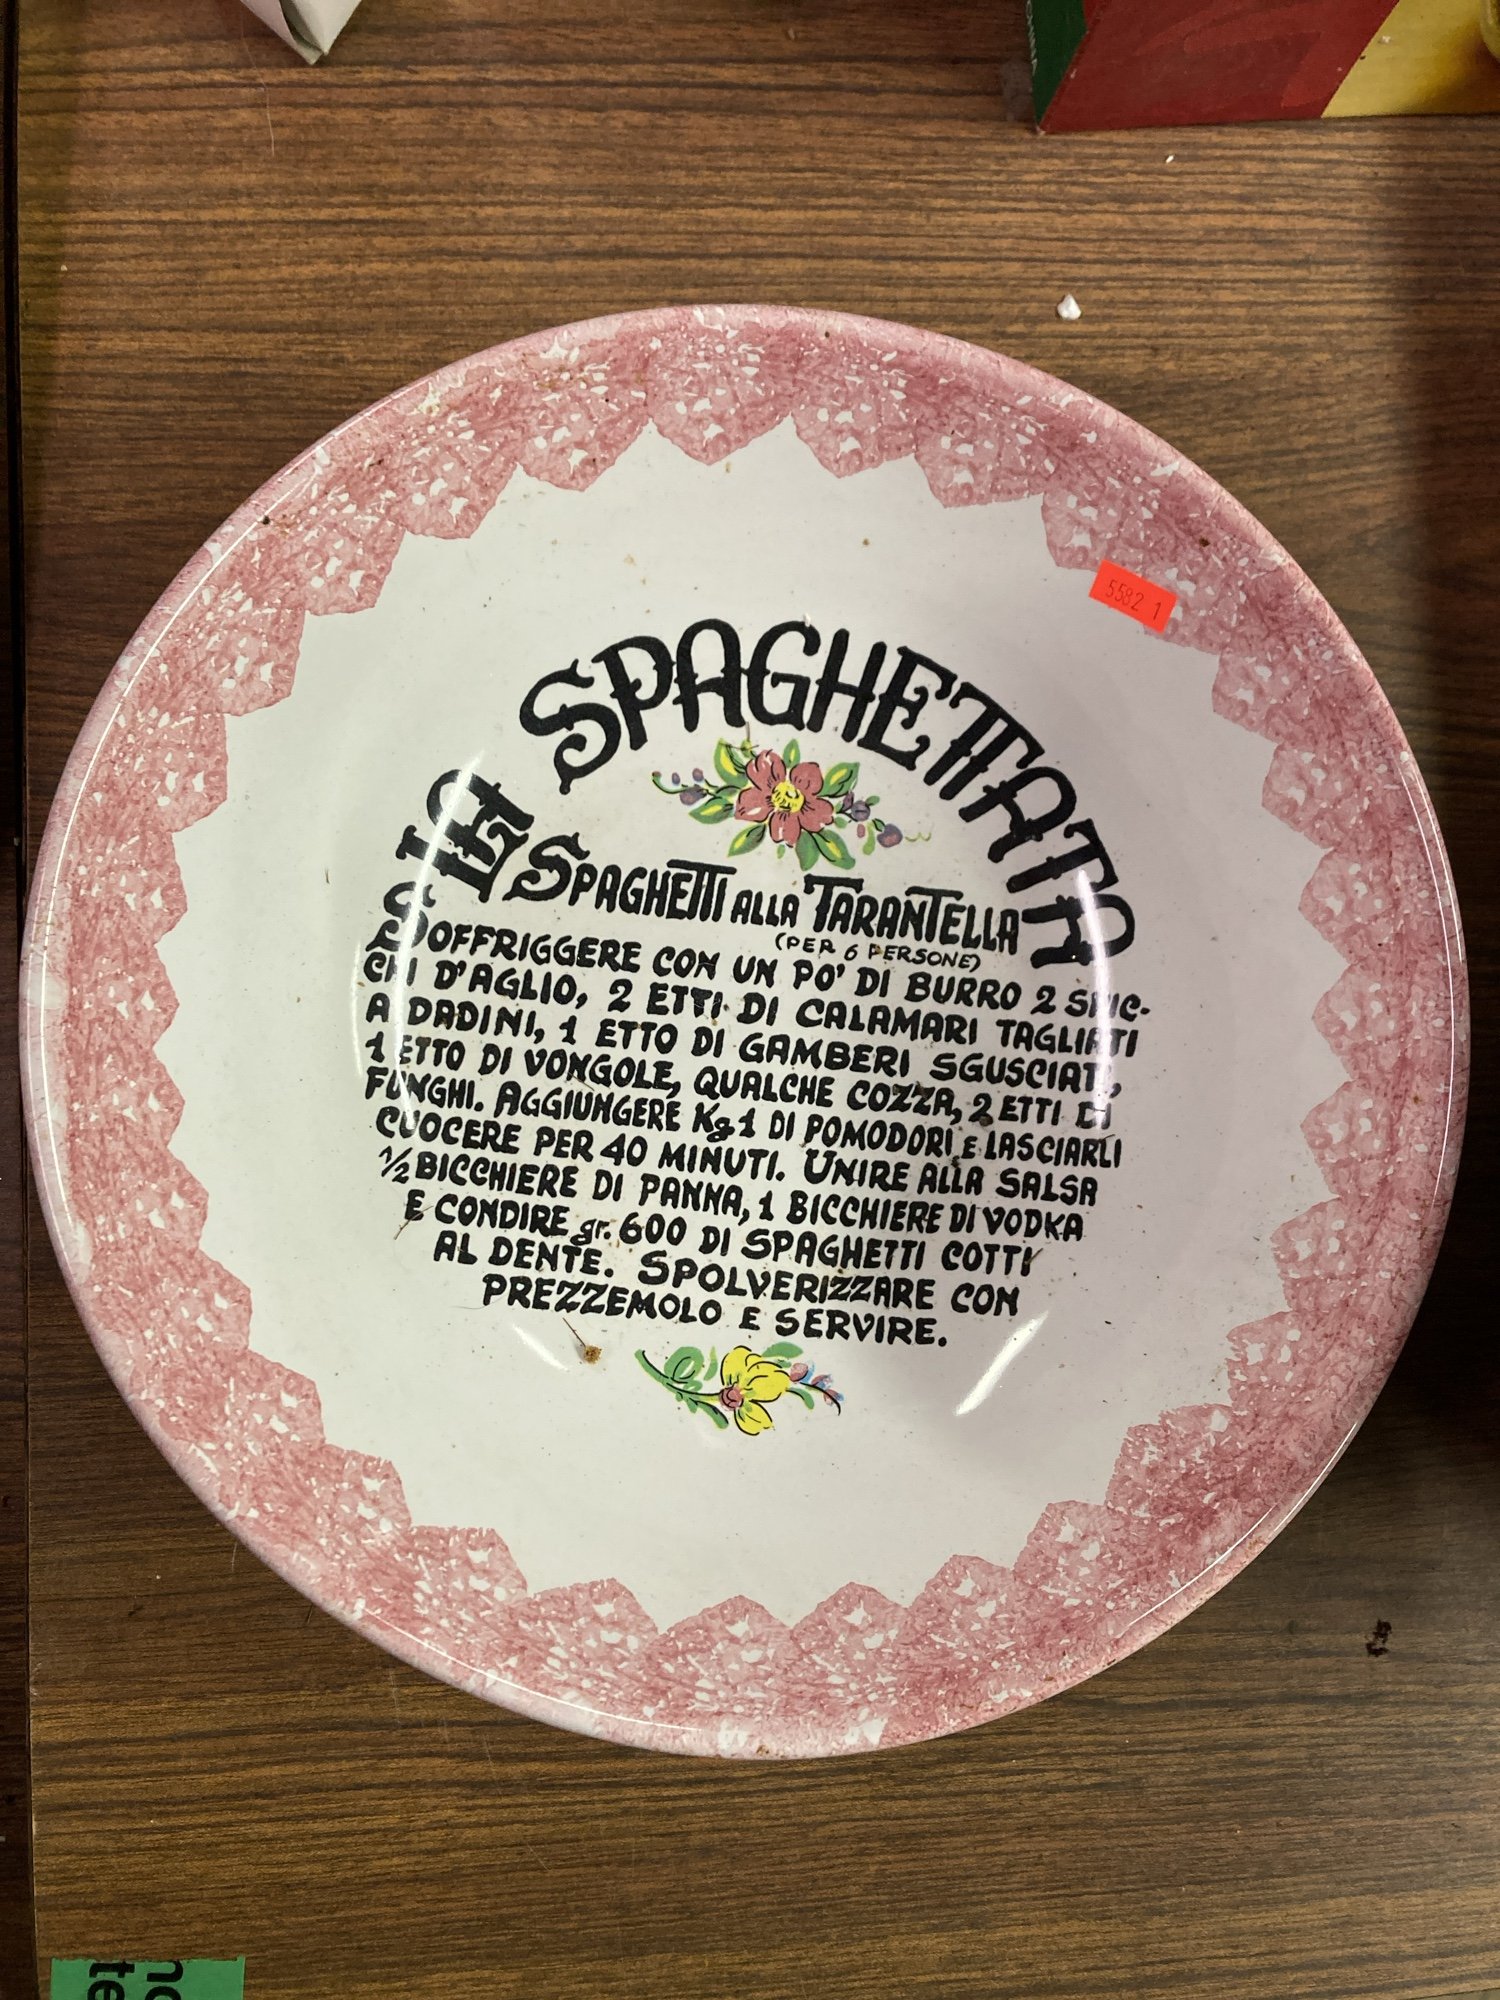 LA SPAGHETTATA
5582 1
SPAGHETTI ALLA TARANTELLA
(PER 6 PERSONE)
SOFFRIGGERE CON UN PO' DI BURRO 2 SPIC-
CHI D'AGLIO, 2 ETTI DI CALAMARI TAGLIATI
A DADINI, 1 ETTO DI GAMBERI SGUSCIATI,
1 ETTO DI VONGOLE, QUALCHE COZZA, 2 ETTI DI
FUNGHI. AGGIUNGERE Kg 1 DI POMODORI E LASCIARLI
CUOCERE PER 40 MINUTI. UNIRE ALLA SALSA
1/2 BICCHIERE DI PANNA, 1 BICCHIERE DI VODKA
E CONDIRE gr. 600 DI SPAGHETTI COTTI
AL DENTE. SPOLVERIZZARE CON
PREZZEMOLO E SERVIRE.